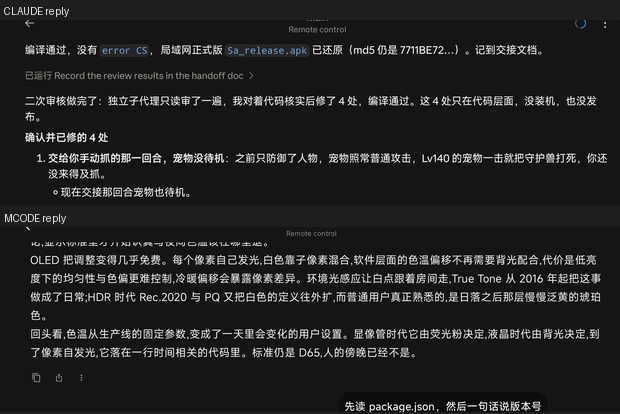 CLAUDE reply
Remote control
编译通过，没有 error CS，局域网正式版 Sa_release.apk 已还原（md5 仍是 7711BE72...）。记到交接文档。
已运行 Record the review results in the handoff doc
二次审核做完了：独立子代理只读审了一遍，我对着代码核实后修了 4 处，编译通过。这 4 处只在代码层面，没装机，也没发
布。
确认并已修的 4 处
1. 交给你手动抓的那一回合，宠物没待机：之前只防御了人物，宠物照常普通攻击，Lv140 的宠物一击就把守护兽打死，你还
没来得及抓。
现在交接那回合宠物也待机。
MCODE reply
Remote control
OLED 把调整变得几乎免费。每个像素自己发光,白色靠子像素混合,软件层面的色温偏移不再需要背光配合,代价是低亮
度下的均匀性与色偏更难控制,冷暖偏移会暴露像素差异。环境光感应让白点跟着房间走,True Tone 从 2016 年起把这事
做成了日常;HDR 时代 Rec.2020 与 PQ 又把白色的定义往外扩,而普通用户真正熟悉的,是日落之后那层慢慢泛黄的琥珀
色。
回头看,色温从生产线的固定参数,变成了一天里会变化的用户设置。显像管时代它由荧光粉决定,液晶时代由背光决定,到
了像素自发光,它落在一行时间相关的代码里。标准仍是 D65,人的傍晚已经不是。
先读 package.json，然后一句话说版本号